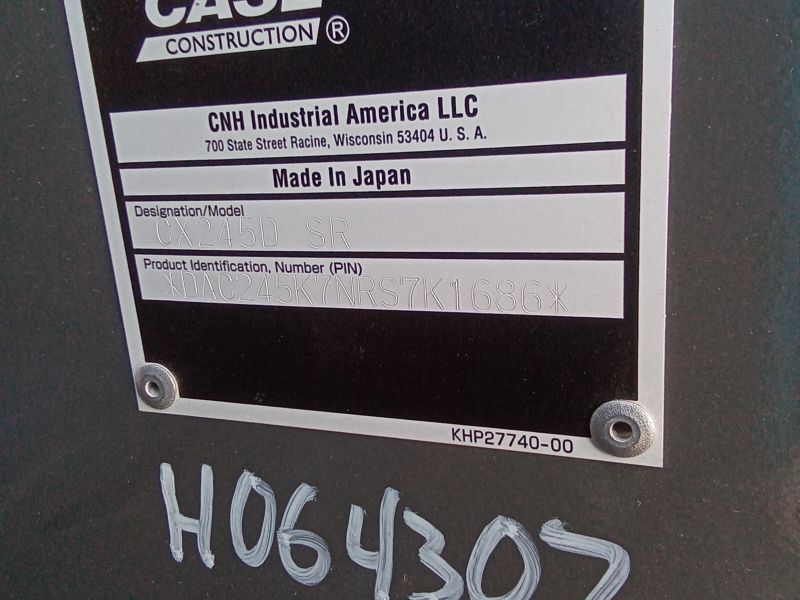 CASE
CONSTRUCTION®
CNH Industrial America LLC
700 State Street Racine, Wisconsin 53404 U. S. A.
Made In Japan
Designation/Model
CX245D SR
Product Identification, Number (PIN)
*DAC245K7NRS7K1686*
KHP27740-00
H064307